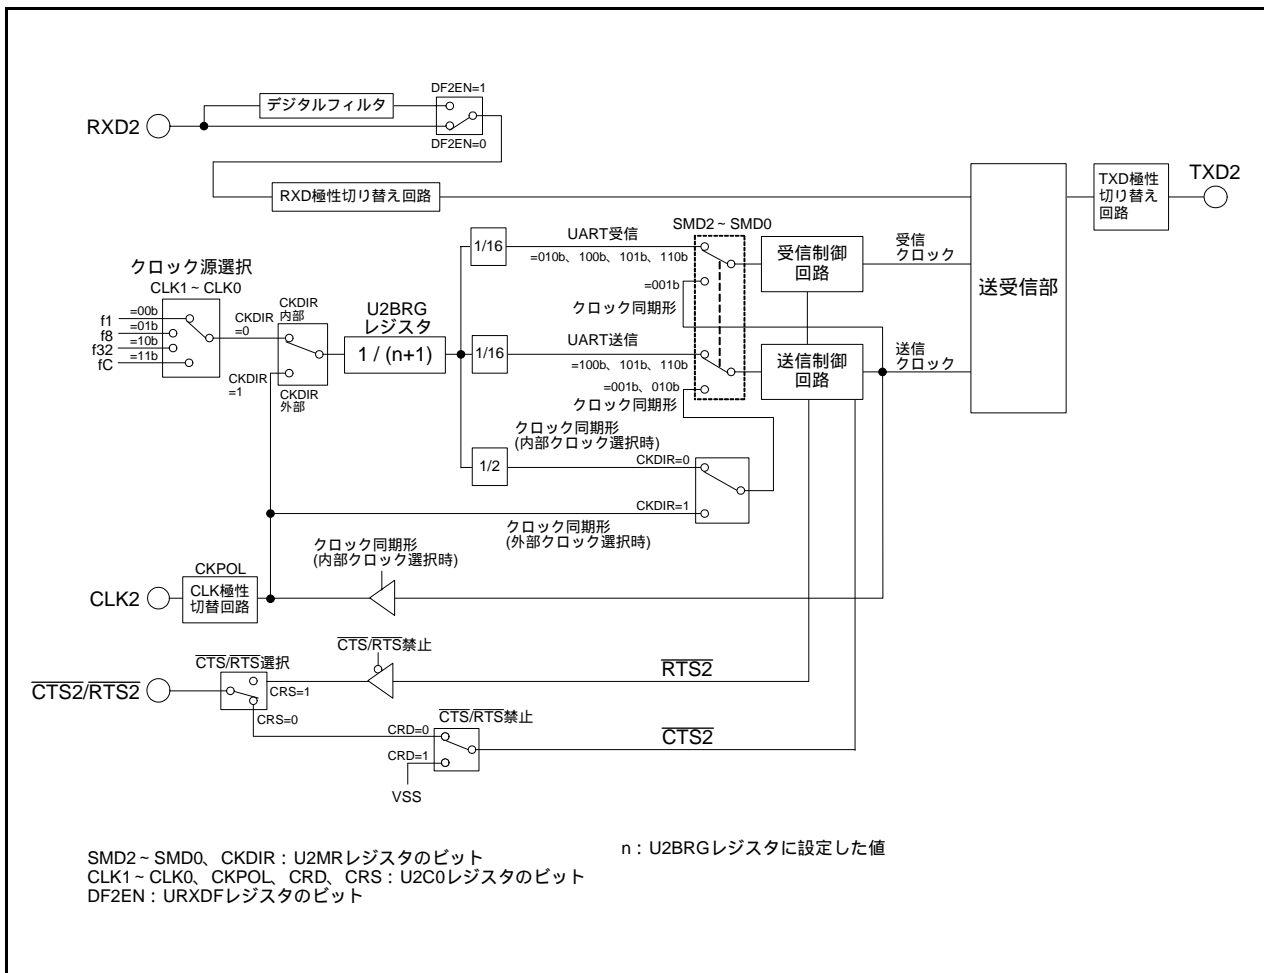 DF2EN=1
デジタルフィルタ
RXD2
DF2EN=0
RXD極性切り替え回路
TXD極性
切り替え
回路
TXD2
SMD2~SMD0
1/16
UART受信
=010b、100b、101b、110b
=001b
クロック同期形
受信制御
回路
受信
クロック
送受信部
クロック源選択
CLK1~CLK0
f1
=00b
f8
=01b
f32
=10b
fC
=11b
CKDIR
=0
CKDIR
内部
CKDIR
=1
CKDIR
外部
U2BRG
レジスタ
1 / (n+1)
1/16
UART送信
=100b、101b、110b
=001b、010b
クロック同期形
送信制御
回路
送信
クロック
クロック同期形
(内部クロック選択時)
1/2
CKDIR=0
CKDIR=1
クロック同期形
(外部クロック選択時)
クロック同期形
(内部クロック選択時)
CKPOL
CLK2
CLK極性
切替回路
CTS/RTS禁止
CTS/RTS選択
RTS2
CTS2/RTS2
CRS=1
CRS=0
CTS/RTS禁止
CRD=0
CTS2
CRD=1
VSS
SMD2~SMD0、CKDIR:U2MRレジスタのビット
CLK1~CLK0、CKPOL、CRD、CRS:U2C0レジスタのビット
DF2EN:URXDFレジスタのビット
n:U2BRGレジスタに設定した値